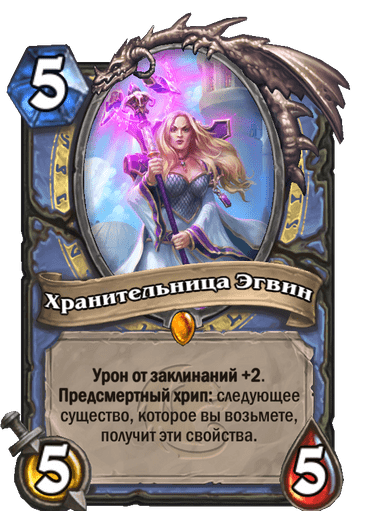 5
Хранительница Эгвин
Урон от заклинаний +2.
Предсмертный хрип: следующее
существо, которое вы возьмете,
получит эти свойства.
5
5